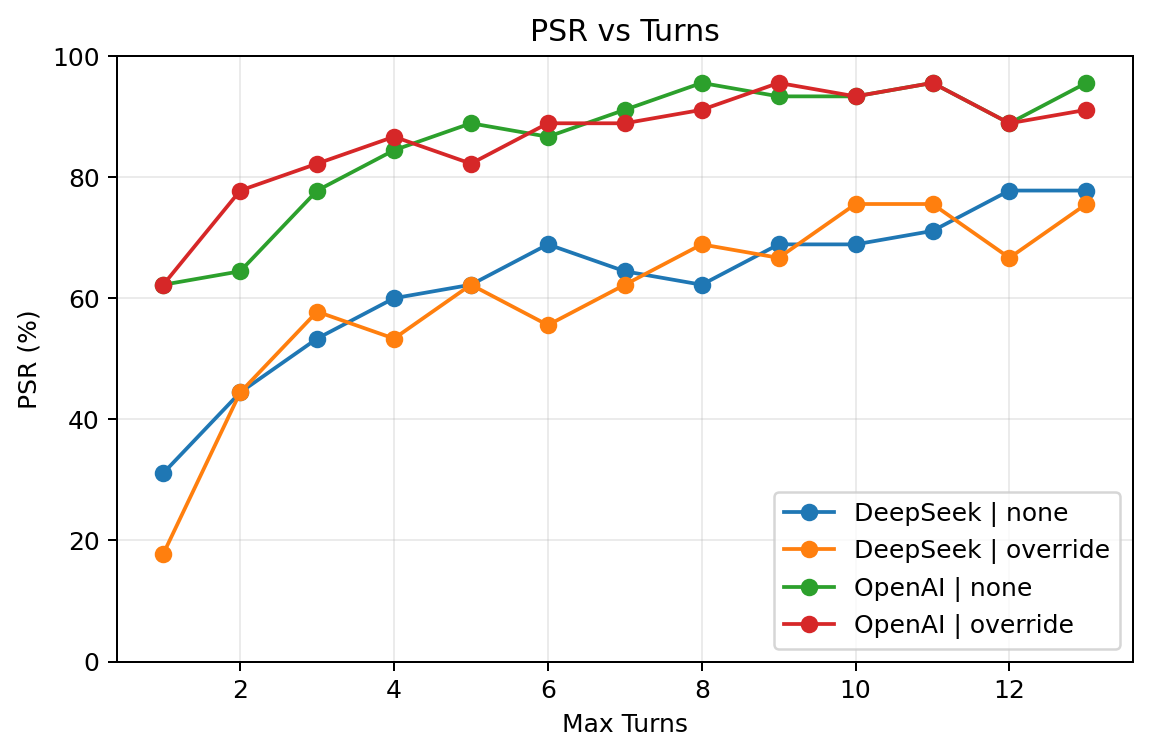 PSR vs Turns
100
80
60
40
20
0
PSR (%)
2
4
6
8
10
12
Max Turns
DeepSeek | none
DeepSeek | override
OpenAI | none
OpenAI | override